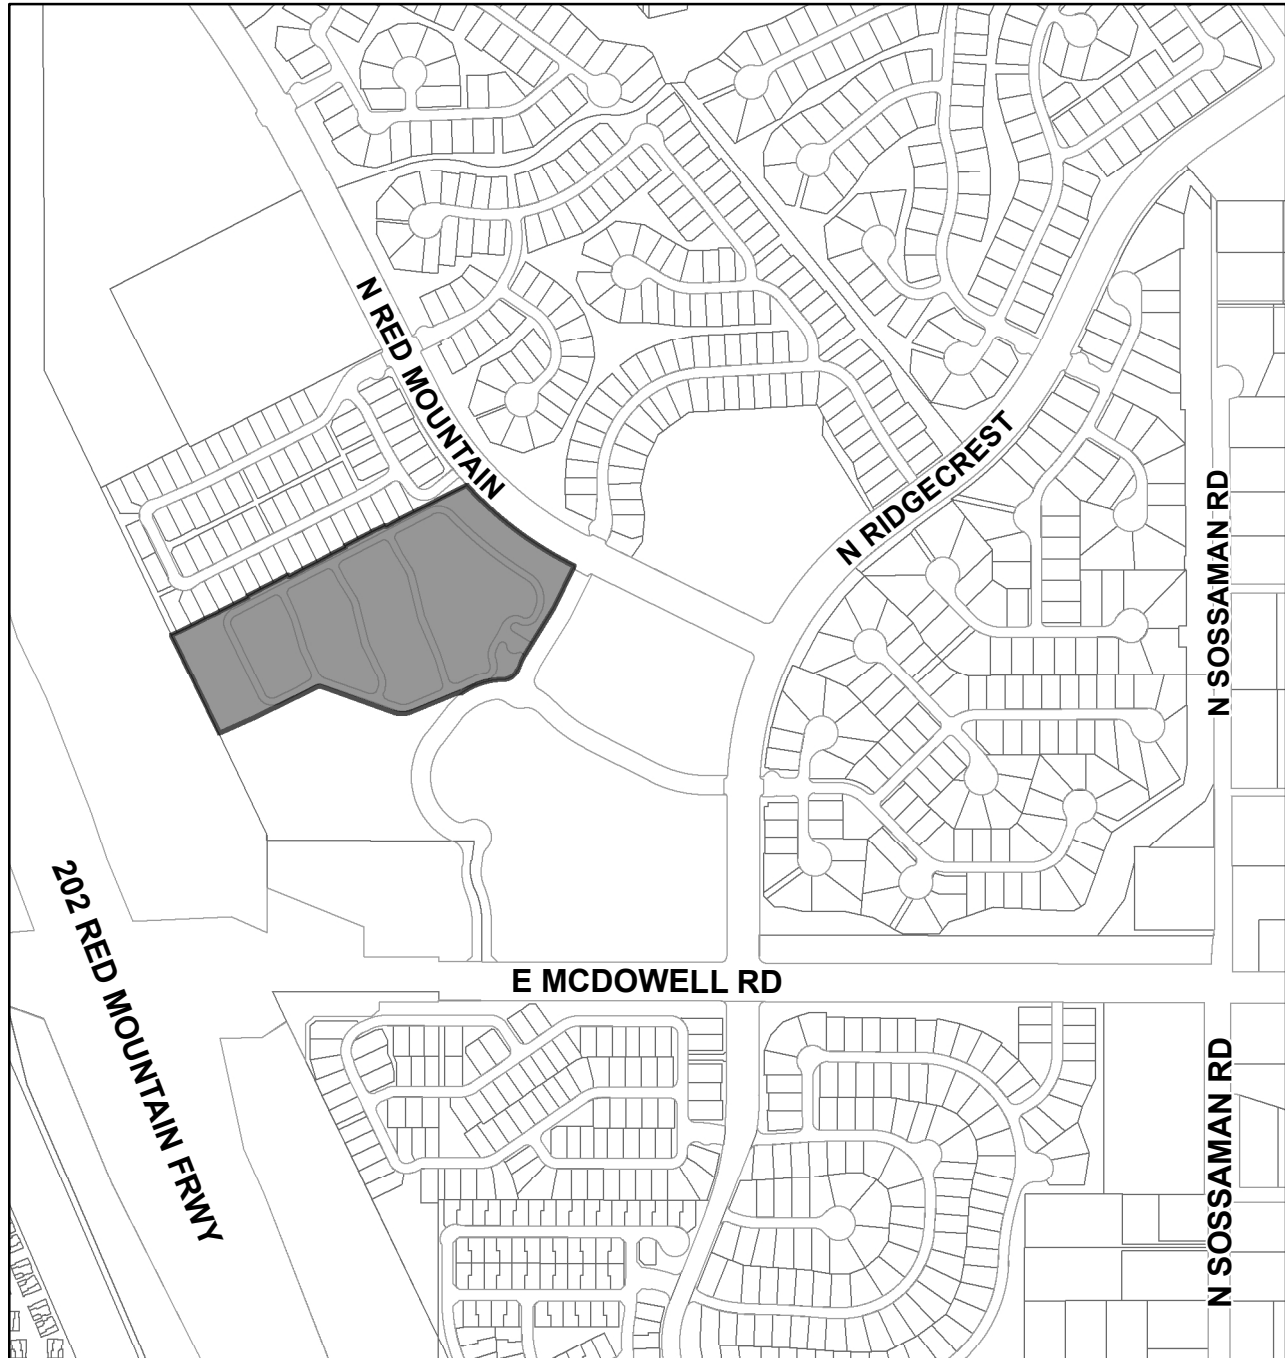 N RED MOUNTAIN
N RIDGECREST
N SOSSAMAN RD
202 RED MOUNTAIN FRWY
E MCDOWELL RD
N SOSSAMAN RD